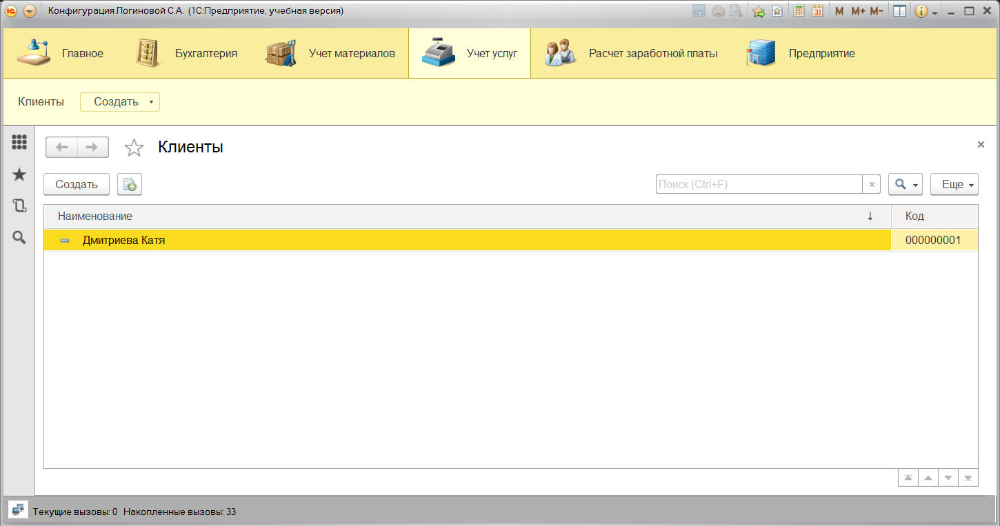 Конфигурация Логиновой С.А. (1С:Предприятие, учебная версия)
31 M M+ M-
Главное Бухгалтерия Учет материалов Учет услуг Расчет заработной платы Предприятие
Клиенты Создать
Клиенты
Создать Поиск (Ctrl+F) × Еще
Наименование ↓ Код
Дмитриева Катя 000000001
Текущие вызовы: 0 Накопленные вызовы: 33